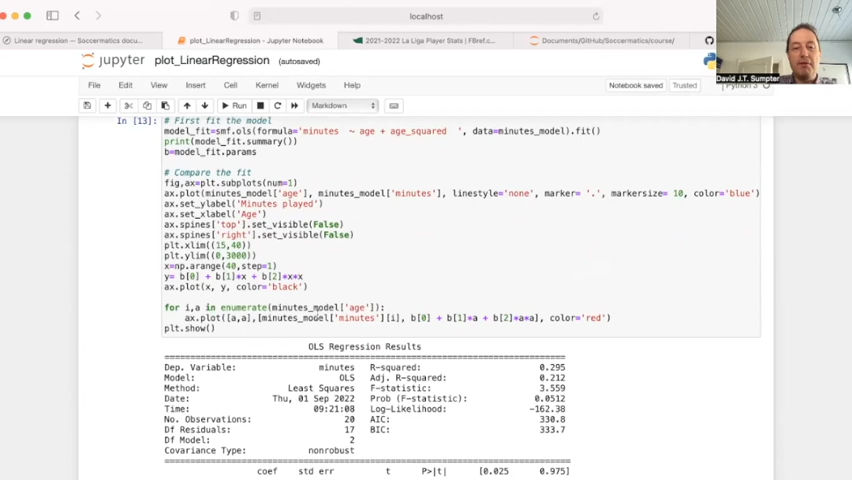 localhost
Linear regression — Soccermatics docu...
plot_LinearRegression - Jupyter Notebook
2021-2022 La Liga Player Stats | FBref.c...
Documents/GitHub/Soccermatics/course/
David J.T. Sumpter
jupyter plot_LinearRegression (autosaved)
File Edit View Insert Cell Kernel Widgets Help
Notebook saved Trusted Python 3
Run Markdown
In [13]:
# First fit the model
model_fit=smf.ols(formula='minutes ~ age + age_squared ', data=minutes_model).fit()
print(model_fit.summary())
b=model_fit.params
# Compare the fit
fig,ax=plt.subplots(num=1)
ax.plot(minutes_model['age'], minutes_model['minutes'], linestyle='none', marker= '.', markersize= 10, color='blue')
ax.set_ylabel('Minutes played')
ax.set_xlabel('Age')
ax.spines['top'].set_visible(False)
ax.spines['right'].set_visible(False)
plt.xlim((15,40))
plt.ylim((0,3000))
x=np.arange(40,step=1)
y= b[0] + b[1]*x + b[2]*x*x
ax.plot(x, y, color='black')
for i,a in enumerate(minutes_model['age']):
ax.plot([a,a],[minutes_model['minutes'][i], b[0] + b[1]*a + b[2]*a*a], color='red')
plt.show()
OLS Regression Results
Dep. Variable: minutes R-squared: 0.295
Model: OLS Adj. R-squared: 0.212
Method: Least Squares F-statistic: 3.559
Date: Thu, 01 Sep 2022 Prob (F-statistic): 0.0512
Time: 09:21:08 Log-Likelihood: -162.38
No. Observations: 20 AIC: 330.8
Df Residuals: 17 BIC: 333.7
Df Model: 2
Covariance Type: nonrobust
coef std err t P>|t| [0.025 0.975]